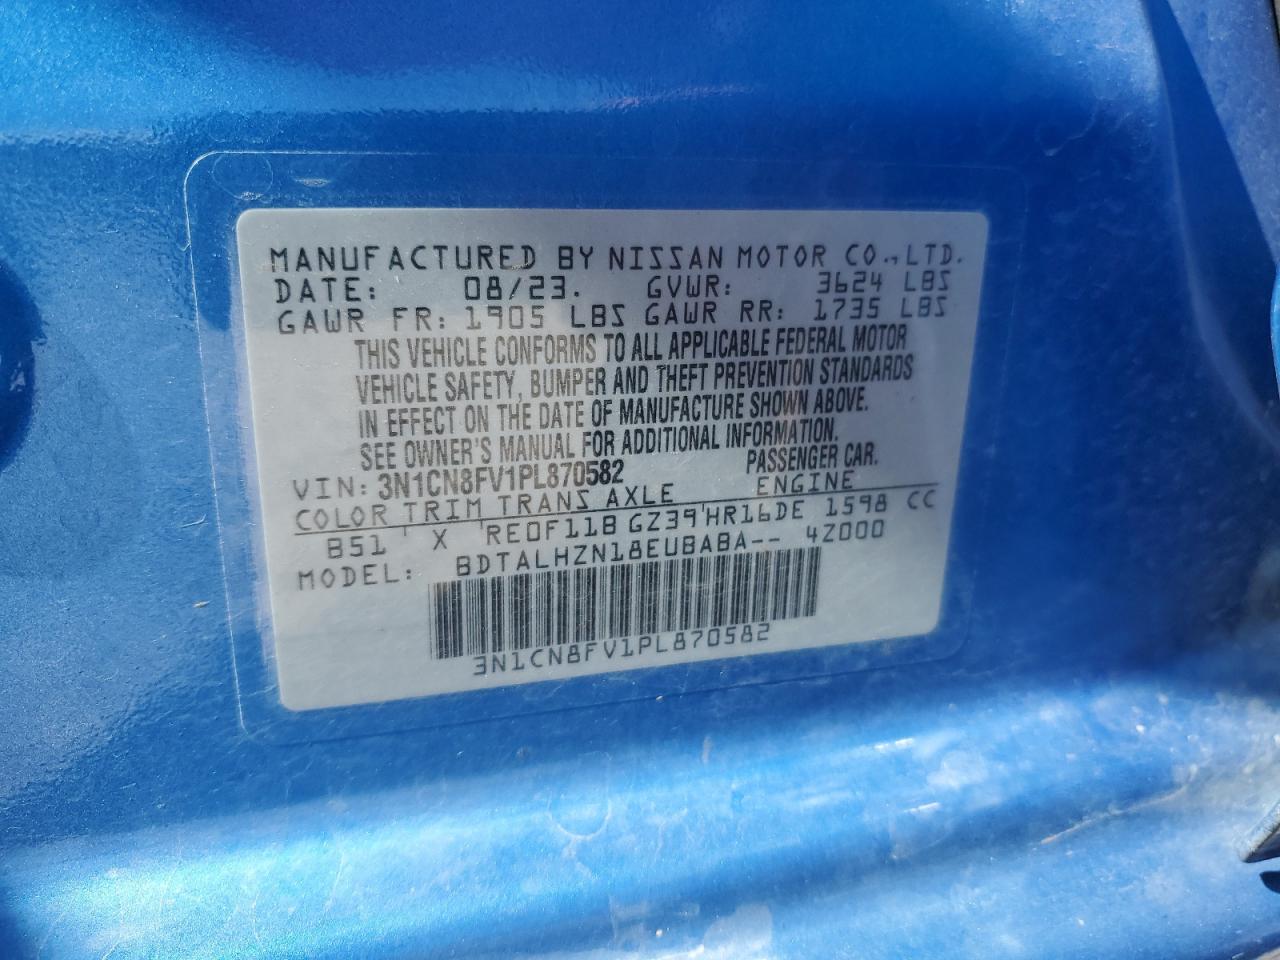 MANUFACTURED BY NISSAN MOTOR CO., LTD.
DATE: 08/23. GVWR: 3624 LBS
GAWR FR: 1905 LBS GAWR RR: 1735 LBS
THIS VEHICLE CONFORMS TO ALL APPLICABLE FEDERAL MOTOR
VEHICLE SAFETY, BUMPER AND THEFT PREVENTION STANDARDS
IN EFFECT ON THE DATE OF MANUFACTURE SHOWN ABOVE.
SEE OWNER'S MANUAL FOR ADDITIONAL INFORMATION.
VIN: 3N1CN8FV1PL870582 PASSENGER CAR.
COLOR TRIM TRANS AXLE ENGINE
B51 ' X 'RE0F11B GZ39'HR16DE 1598 CC
MODEL: BDTALHZN18EUBABA-- 4Z000
3N1CN8FV1PL870582